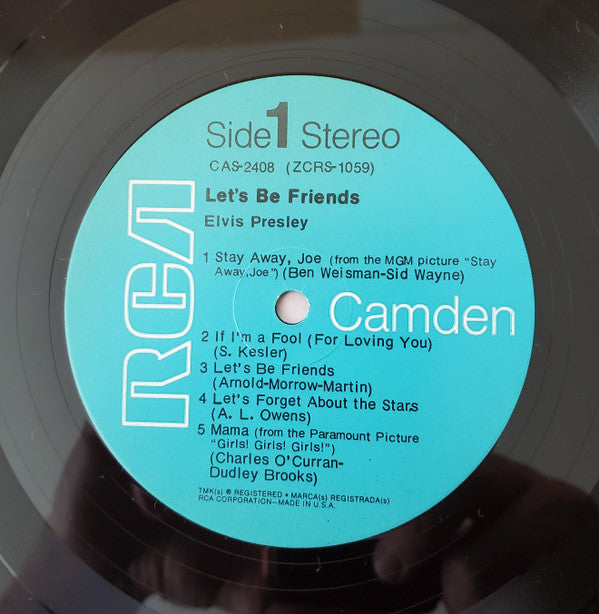 Side 1 Stereo
CAS-2408 (ZCRS-1059)
Let's Be Friends
Elvis Presley
1 Stay Away, Joe (from the MGM picture "Stay
Away,Joe") (Ben Weisman-Sid Wayne)
RCA
Camden
2 If I'm a Fool (For Loving You)
(S. Kesler)
3 Let's Be Friends
(Arnold-Morrow-Martin)
4 Let's Forget About the Stars
(A. L. Owens)
5 Mama (from the Paramount Picture
"Girls! Girls! Girls!")
(Charles O'Curran-
Dudley Brooks)
TMK(s) ® REGISTERED • MARCA(s) REGISTRADA(s)
RCA CORPORATION-MADE IN U.S.A.